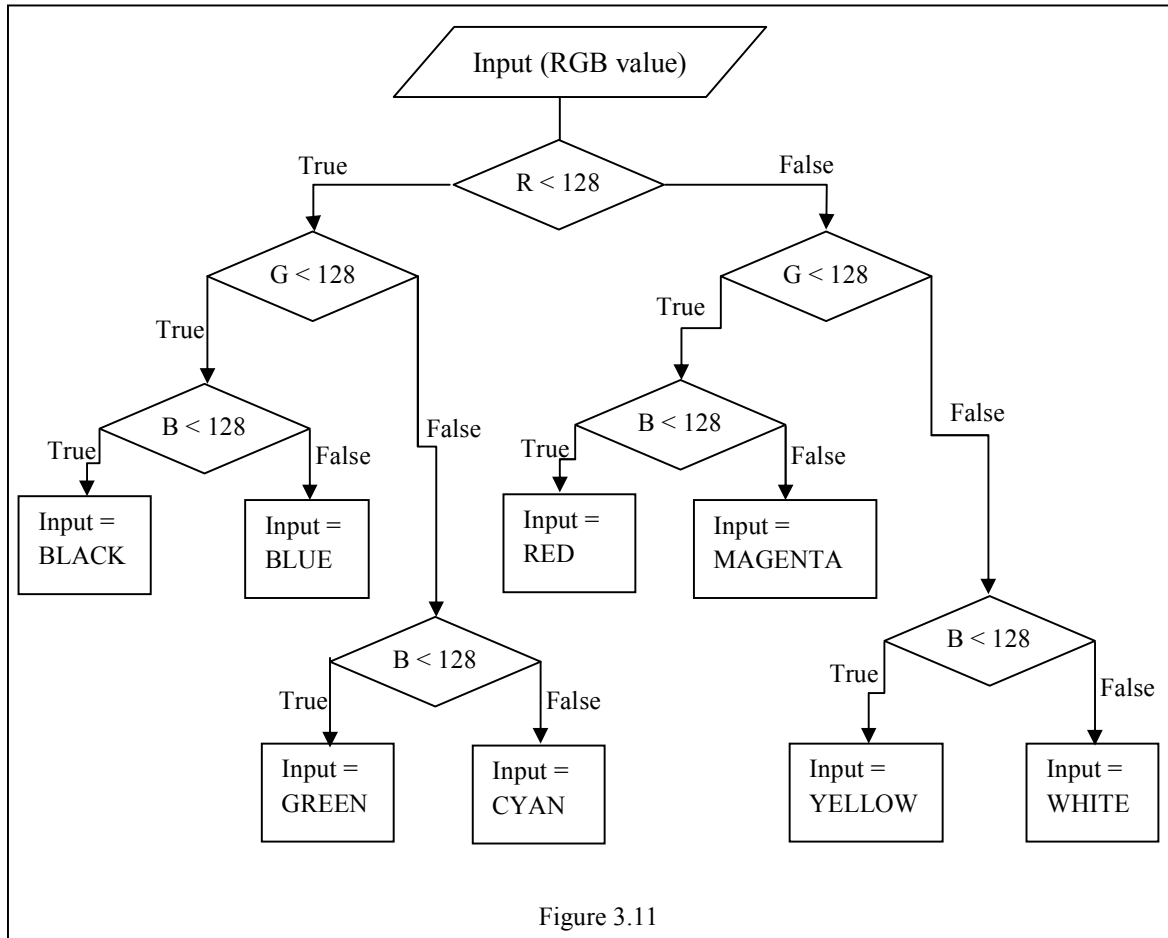 Input (RGB value)
True
False
R < 128
G < 128
G < 128
True
True
False
False
B < 128
B < 128
True
False
True
False
Input =
BLACK
Input =
BLUE
Input =
RED
Input =
MAGENTA
B < 128
B < 128
True
False
True
False
Input =
GREEN
Input =
CYAN
Input =
YELLOW
Input =
WHITE
Figure 3.11